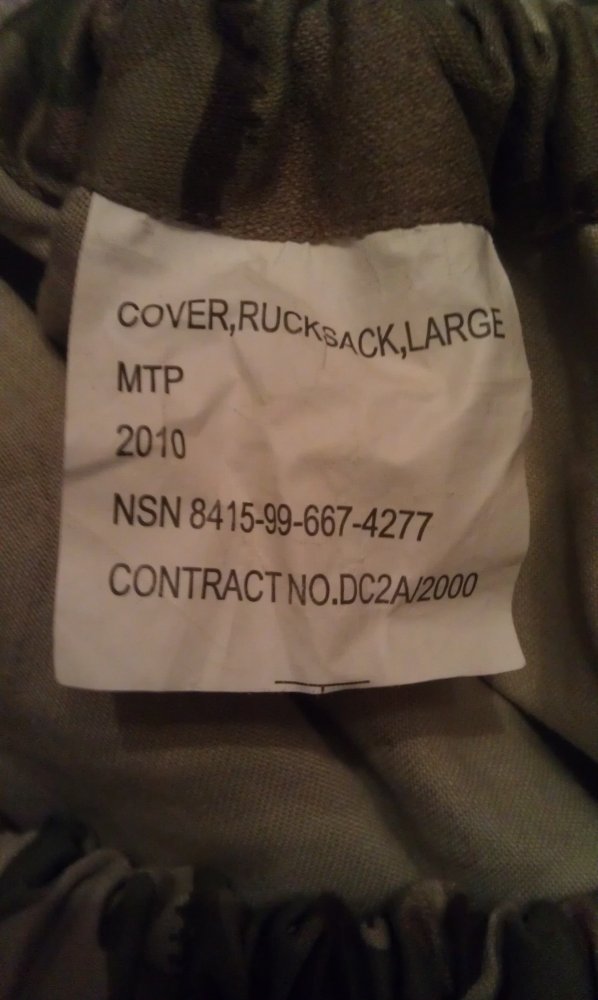 COVER,RUCKSACK,LARGE
MTP
2010
NSN 8415-99-667-4277
CONTRACT NO.DC2A/2000